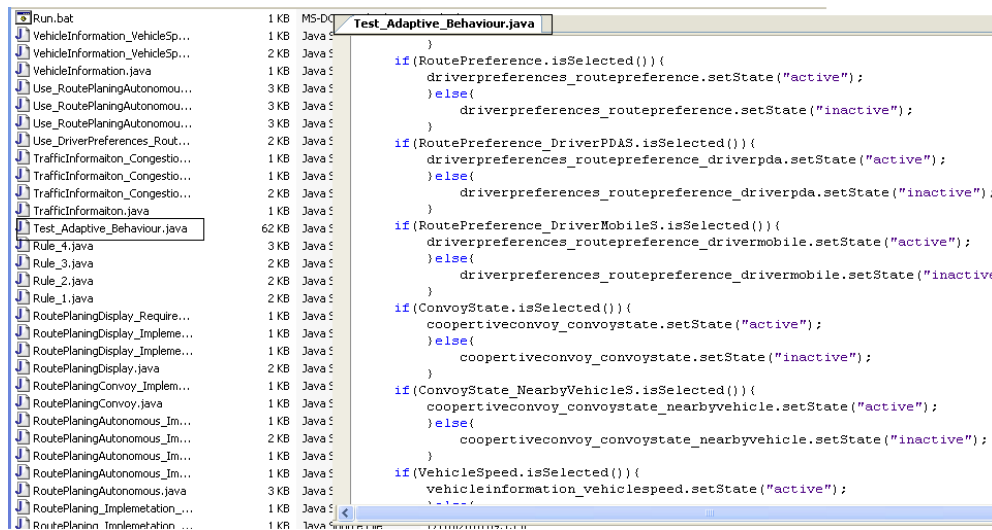 Run.bat 1 KB MS-DO
VehicleInformation_VehicleSp... 1 KB Java S
VehicleInformation_VehicleSp... 2 KB Java S
VehicleInformation.java 1 KB Java S
Use_RoutePlaningAutonomou... 3 KB Java S
Use_RoutePlaningAutonomou... 3 KB Java S
Use_RoutePlaningAutonomou... 3 KB Java S
Use_DriverPreferences_Rout... 2 KB Java S
TrafficInformaiton_Congestio... 1 KB Java S
TrafficInformaiton_Congestio... 1 KB Java S
TrafficInformaiton_Congestio... 2 KB Java S
TrafficInformaiton.java 1 KB Java S
Test_Adaptive_Behaviour.java 62 KB Java S
Rule_4.java 3 KB Java S
Rule_3.java 2 KB Java S
Rule_2.java 2 KB Java S
Rule_1.java 2 KB Java S
RoutePlaningDisplay_Require... 1 KB Java S
RoutePlaningDisplay_Impleme... 1 KB Java S
RoutePlaningDisplay_Impleme... 1 KB Java S
RoutePlaningDisplay.java 2 KB Java S
RoutePlaningConvoy_Implem... 1 KB Java S
RoutePlaningConvoy.java 1 KB Java S
RoutePlaningAutonomous_Im... 1 KB Java S
RoutePlaningAutonomous_Im... 2 KB Java S
RoutePlaningAutonomous_Im... 1 KB Java S
RoutePlaningAutonomous_Im... 1 KB Java S
RoutePlaningAutonomous.java 3 KB Java S
RoutePlaning_Implemetation_... 1 KB Java S
RoutePlaning_Implemetation_... 1 KB Java
Test_Adaptive_Behaviour.java
}
if(RoutePreference.isSelected()){
driverpreferences_routepreference.setState("active");
}else{
driverpreferences_routepreference.setState("inactive");
}
if(RoutePreference_DriverPDAS.isSelected()){
driverpreferences_routepreference_driverpda.setState("active");
}else{
driverpreferences_routepreference_driverpda.setState("inactive")
}
if(RoutePreference_DriverMobileS.isSelected()){
driverpreferences_routepreference_drivermobile.setState("active");
}else{
driverpreferences_routepreference_drivermobile.setState("inactive
}
if(ConvoyState.isSelected()){
coopertiveconvoy_convoystate.setState("active");
}else{
coopertiveconvoy_convoystate.setState("inactive");
}
if(ConvoyState_NearbyVehicleS.isSelected()){
coopertiveconvoy_convoystate_nearbyvehicle.setState("active");
}else{
coopertiveconvoy_convoystate_nearbyvehicle.setState("inactive");
}
if(VehicleSpeed.isSelected()){
vehicleinformation_vehiclespeed.setState("active");